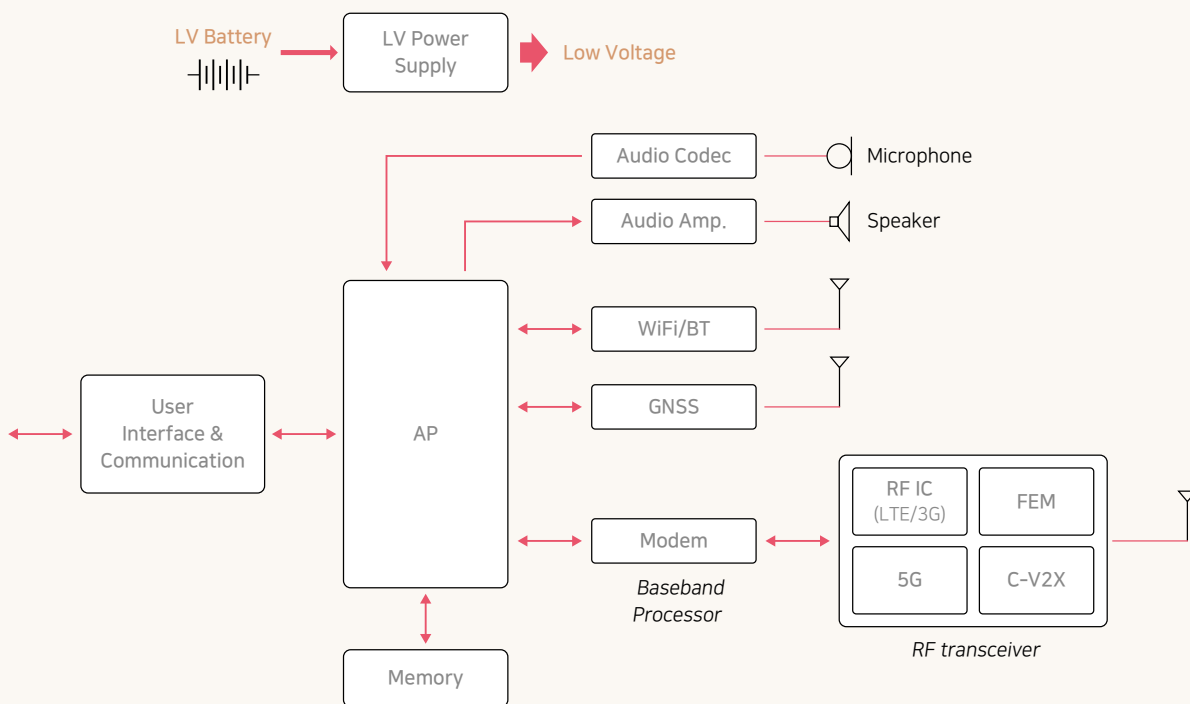 LV Battery
LV Power
Supply
Low Voltage
Audio Codec
Microphone
Audio Amp.
Speaker
WiFi/BT
GNSS
User
Interface &
Communication
AP
RF IC
(LTE/3G)
FEM
Modem
5G
C-V2X
Baseband
Processor
RF transceiver
Memory